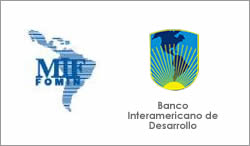 MIF
FOMIN
Banco
Interamericano de
Desarrollo